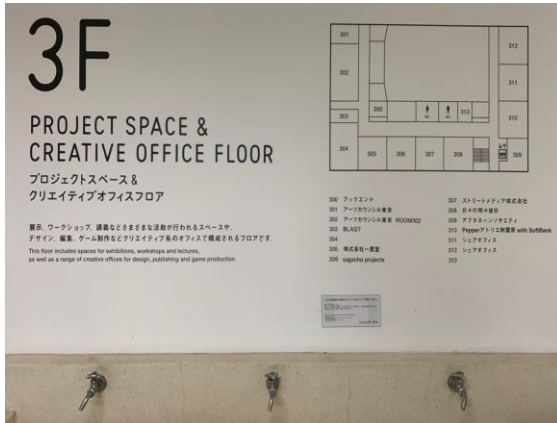 3F
PROJECT SPACE &
CREATIVE OFFICE FLOOR
プロジェクトスペース &
クリエイティブオフィスフロア
展示、ワークショップ、講義などさまざまな活動が行われるスペースや、
デザイン、編集、ゲーム制作などクリエイティブ系のオフィスで構成されるフロアです。
This floor includes spaces for exhibitions, workshops and lectures,
as well as a range of creative offices for design, publishing and game production.
301
302
303
304
300
313
305
306
307
308
312
311
310
309
300 ブックエンド
301 アーツカウンシル東京
302 アーツカウンシル東京 ROOM302
303 BLAST
304
305 株式会社一英堂
306 sagacho projects
307 ストリートメディア株式会社
308 日々の明々後日
309 アフタヌーンソサエティ
310 Pepperアトリエ秋葉原 with SoftBank
311 シェアオフィス
312 シェアオフィス
313